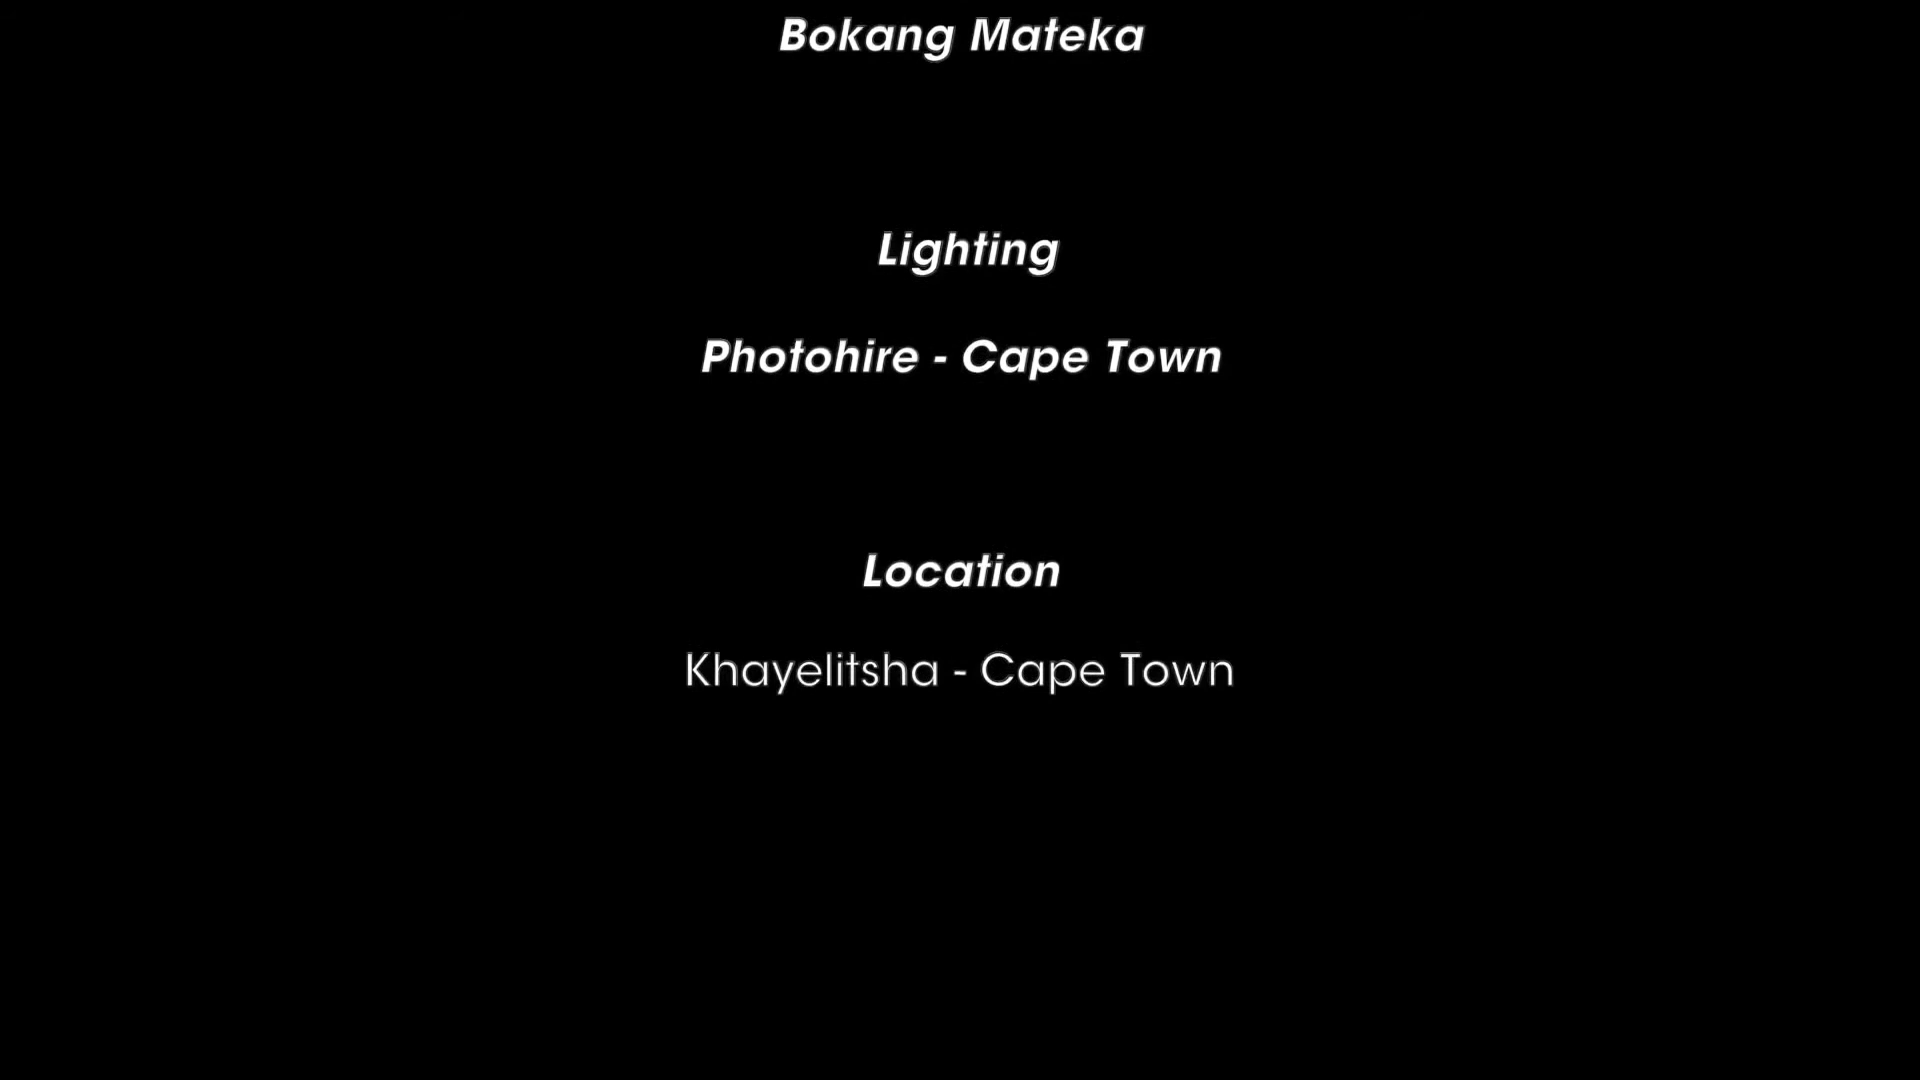 Bokang Mateka
Lighting
Photohire - Cape Town
Location
Khayelitsha - Cape Town